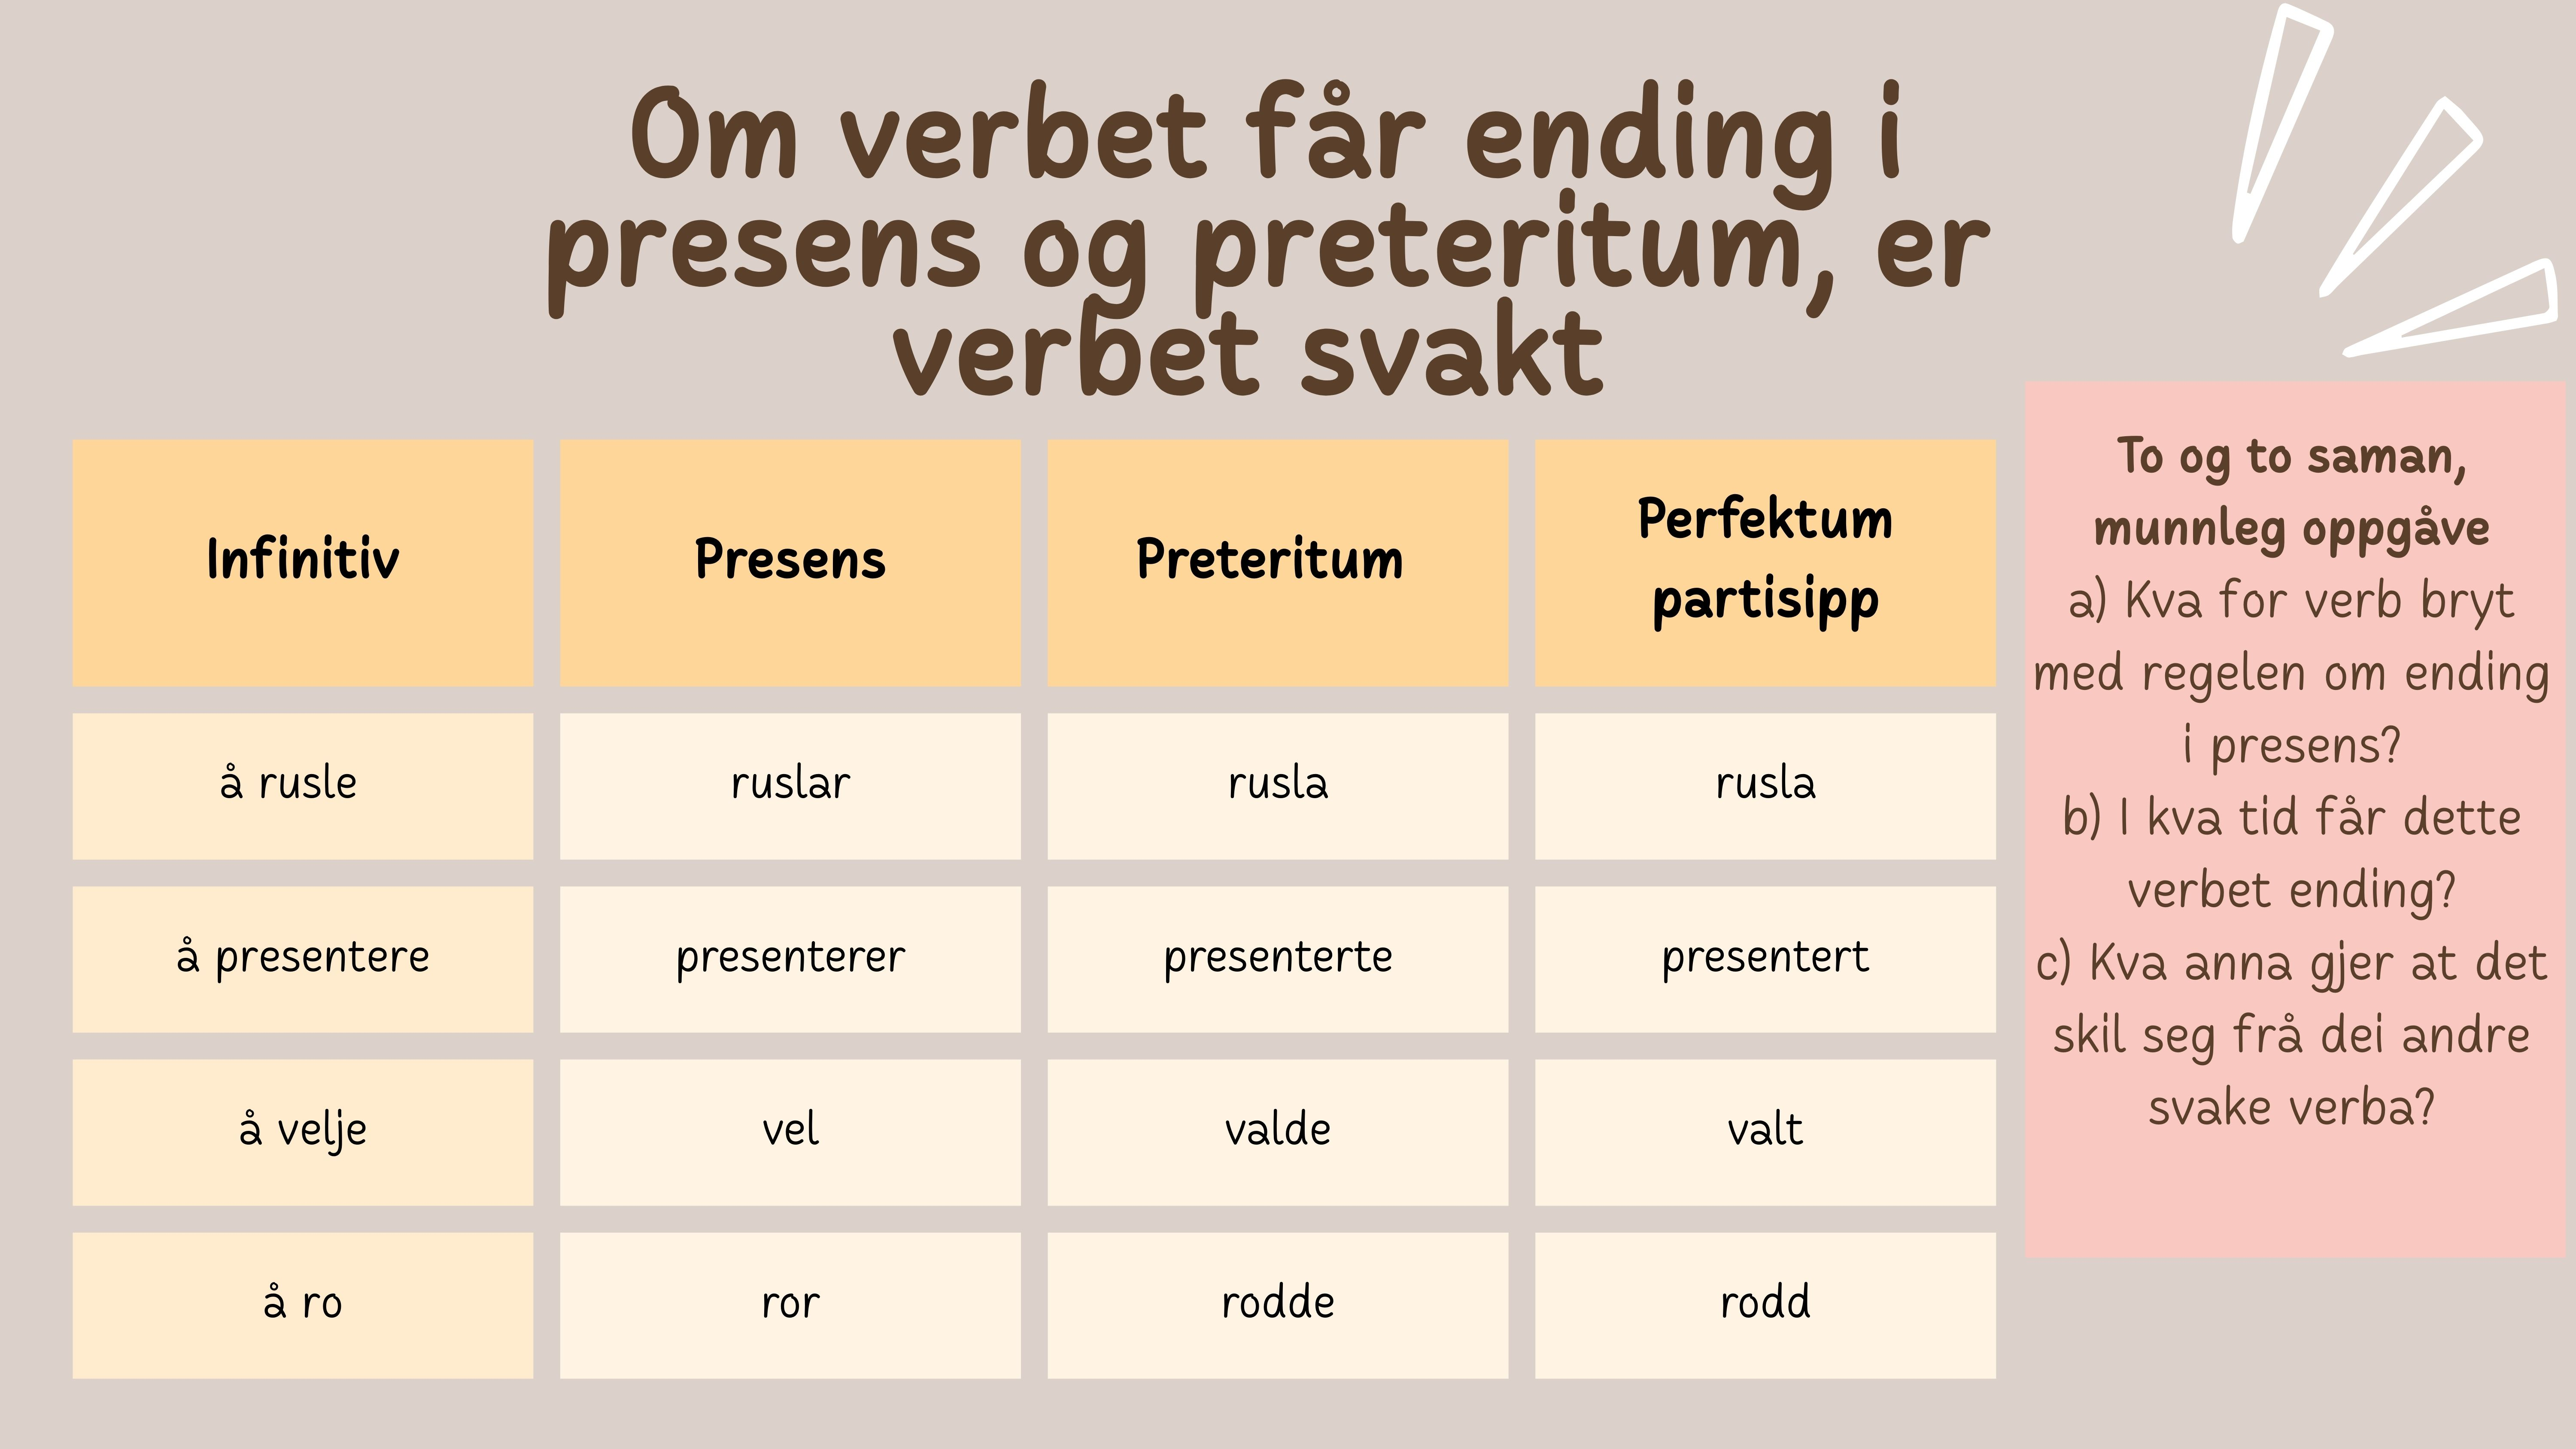 Om verbet får ending i
presens og preteritum, er
verbet svakt
Infinitiv Presens Preteritum Perfektum partisipp
å rusle ruslar rusla rusla
å presentere presenterer presenterte presentert
å velje vel valde valt
å ro ror rodde rodd
To og to saman,
munnleg oppgåve
a) Kva for verb bryt
med regelen om ending
i presens?
b) I kva tid får dette
verbet ending?
c) Kva anna gjer at det
skil seg frå dei andre
svake verba?